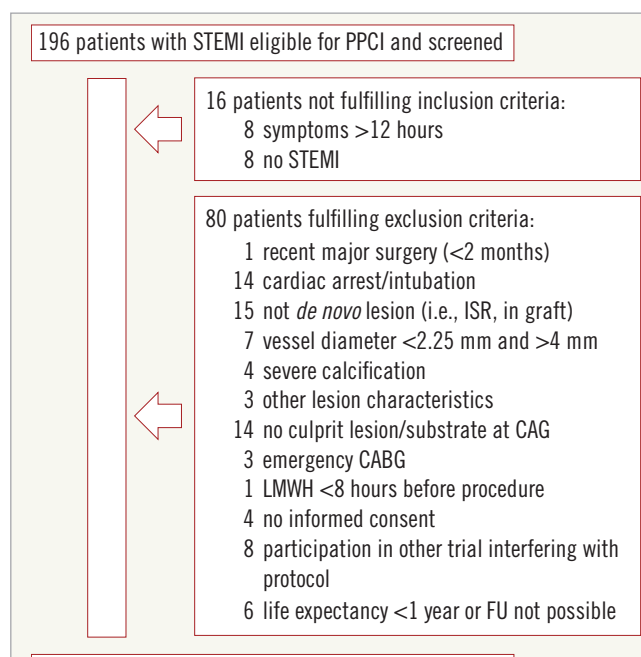 196 patients with STEMI eligible for PPCI and screened
16 patients not fulfilling inclusion criteria:
8 symptoms >12 hours
8 no STEMI
80 patients fulfilling exclusion criteria:
1 recent major surgery (<2 months)
14 cardiac arrest/intubation
15 not de novo lesion (i.e., ISR, in graft)
7 vessel diameter <2.25 mm and >4 mm
4 severe calcification
3 other lesion characteristics
14 no culprit lesion/substrate at CAG
3 emergency CABG
1 LMWH <8 hours before procedure
4 no informed consent
8 participation in other trial interfering with
protocol
6 life expectancy <1 year or FU not possible